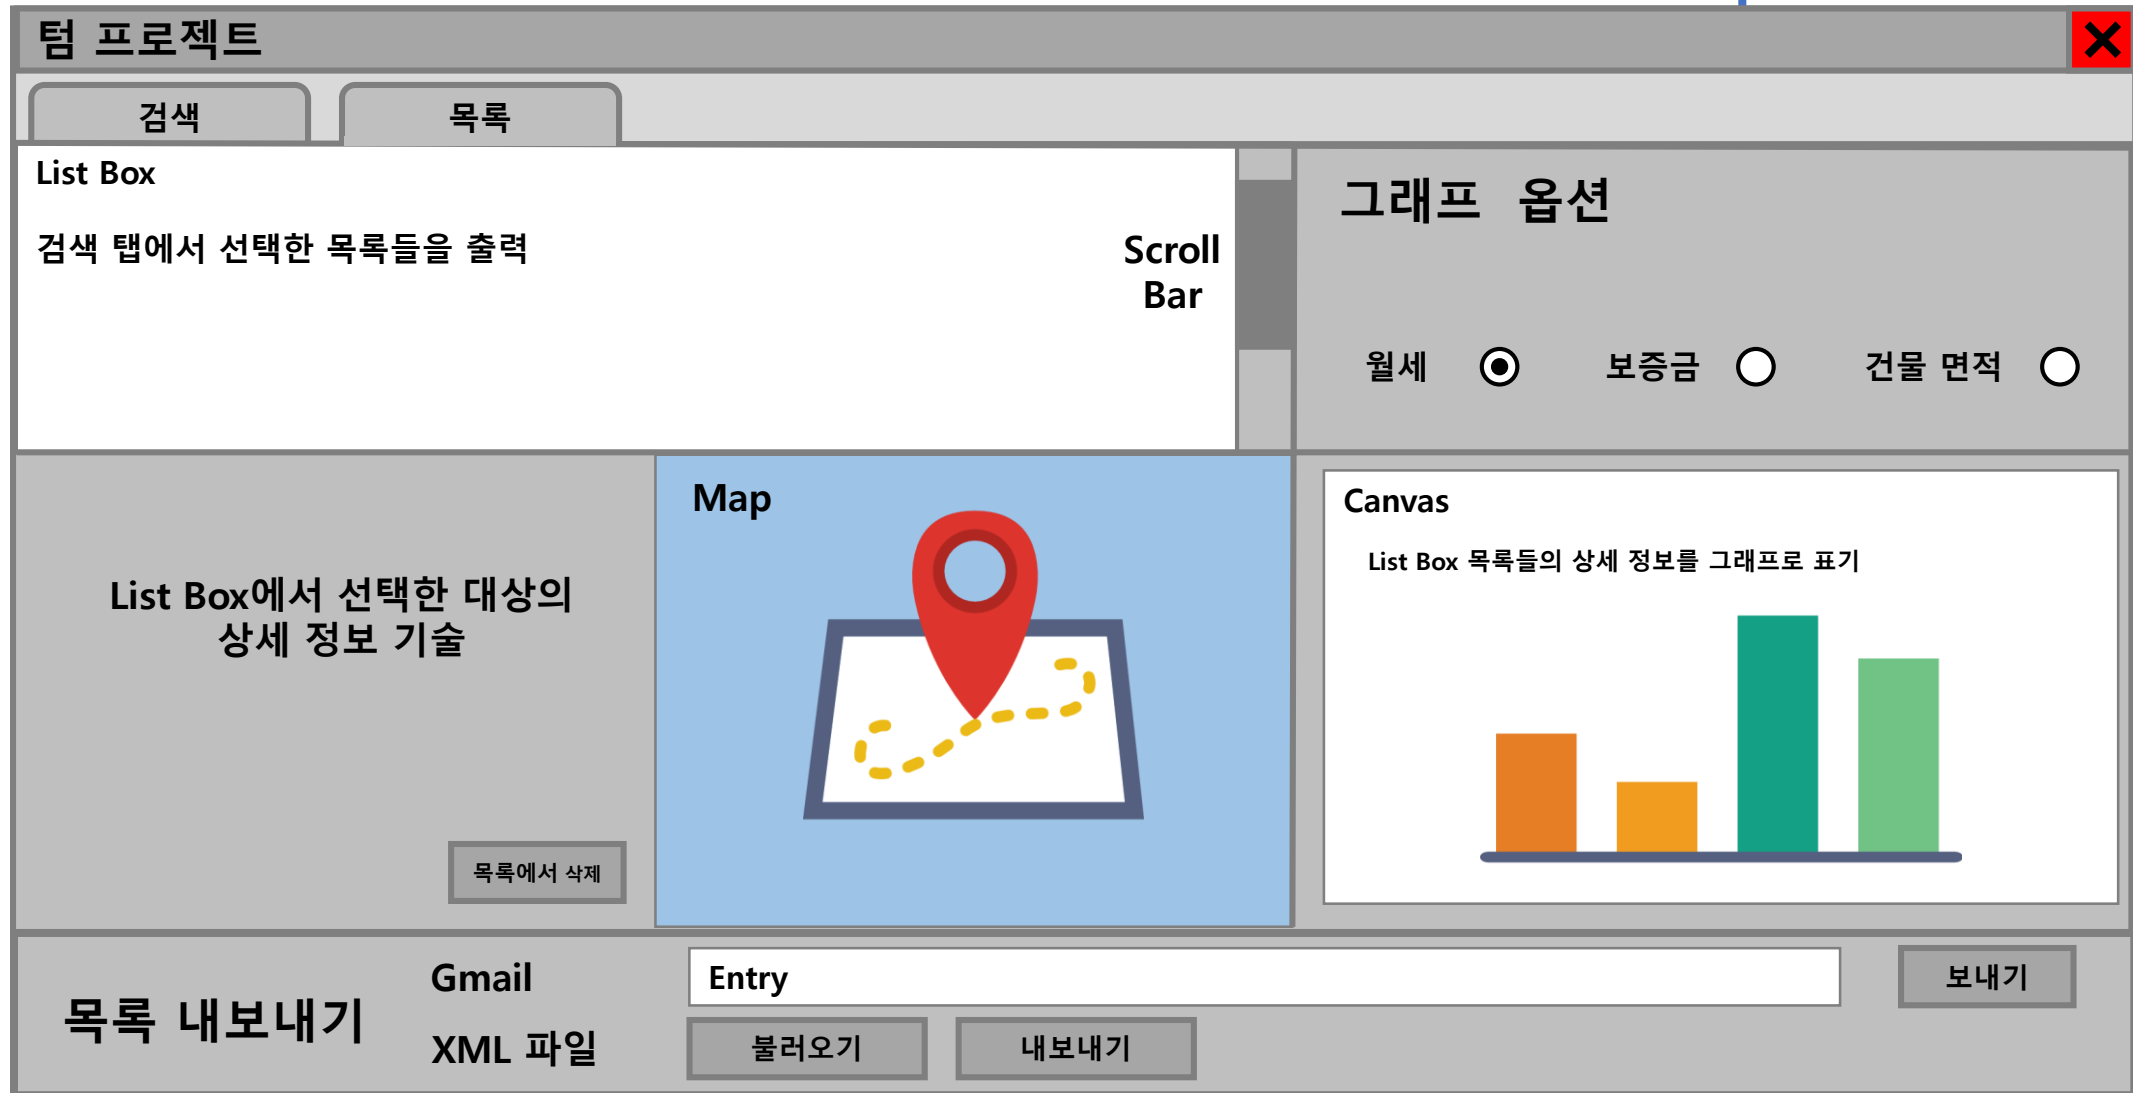 텀 프로젝트
검색
목록
List Box
검색 탭에서 선택한 목록들을 출력
Scroll
Bar
그래프 옵션
월세
보증금
건물 면적
List Box에서 선택한 대상의
상세 정보 기술
목록에서 삭제
Map
Canvas
List Box 목록들의 상세 정보를 그래프로 표기
목록 내보내기
Gmail
Entry
보내기
XML 파일
불러오기
내보내기